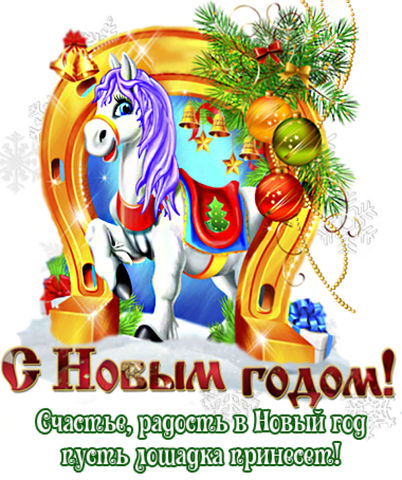 С Новым годом!
Счастье, радость в Новый год
пусть лошадка принесет!